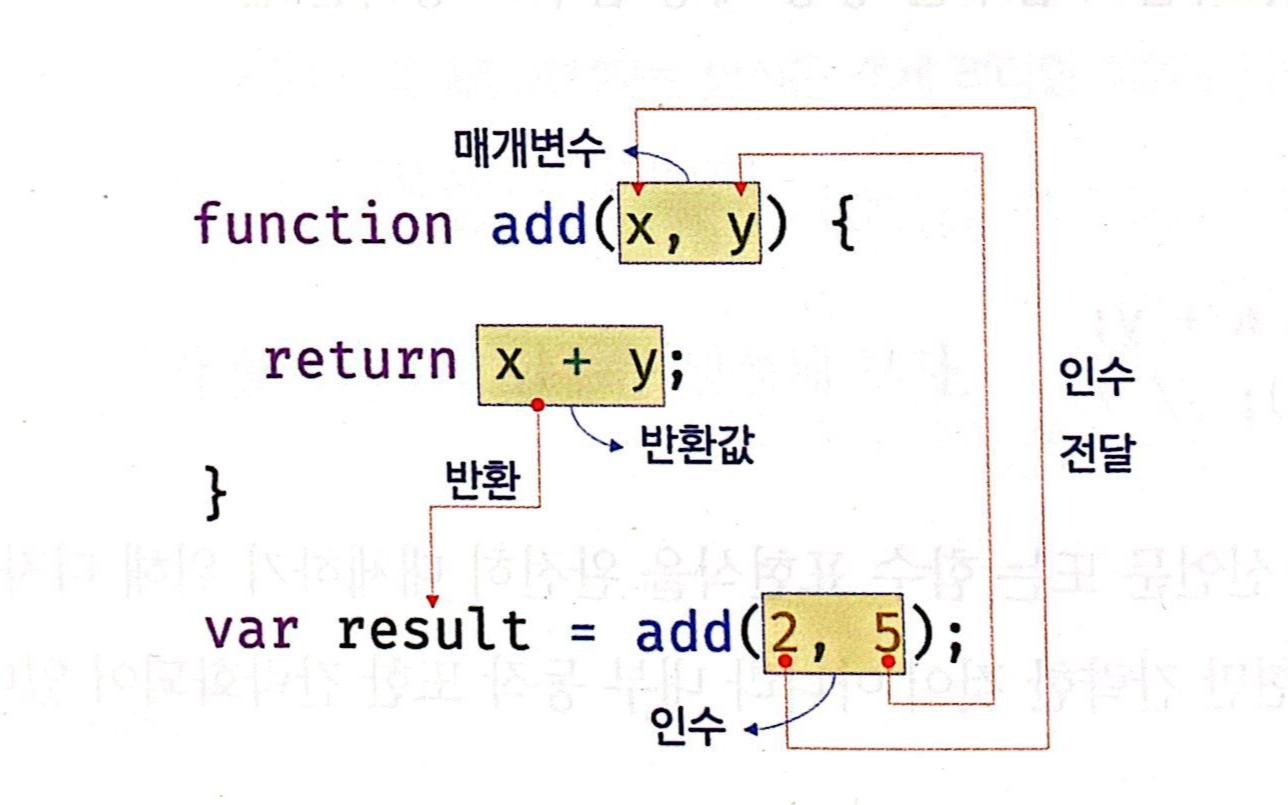 매개변수
function add(x, y) {
return x + y;
반환값
반환
}
인수
전달
var result = add(2, 5);
인수